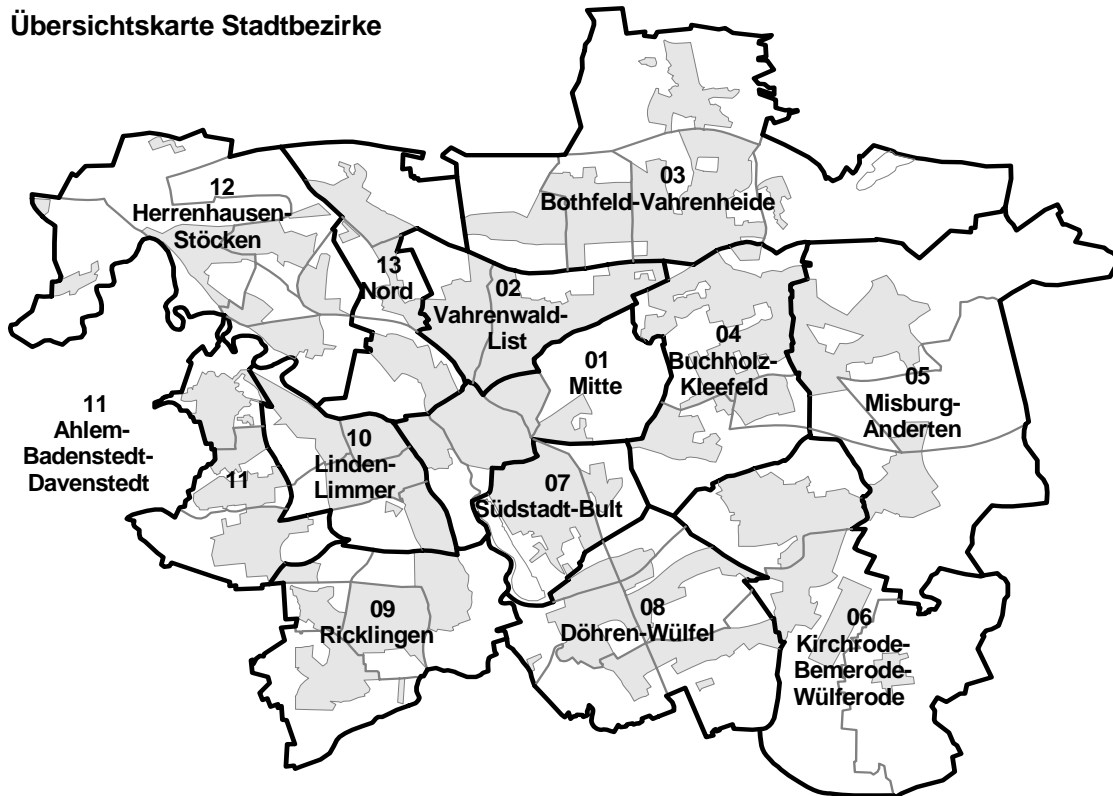 Übersichtskarte Stadtbezirke
03
Bothfeld-Vahrenheide
12
Herrenhausen-
Stöcken
13
Nord
02
Vahrenwald-
List
04
Buchholz-
Kleefeld
01
Mitte
05
Misburg-
Anderten
11
Ahlem-
Badenstedt-
Davenstedt
11
10
Linden-
Limmer
07
Südstadt-Bult
09
Ricklingen
08
Döhren-Wülfel
06
Kirchrode-
Bemerode-
Wülferode